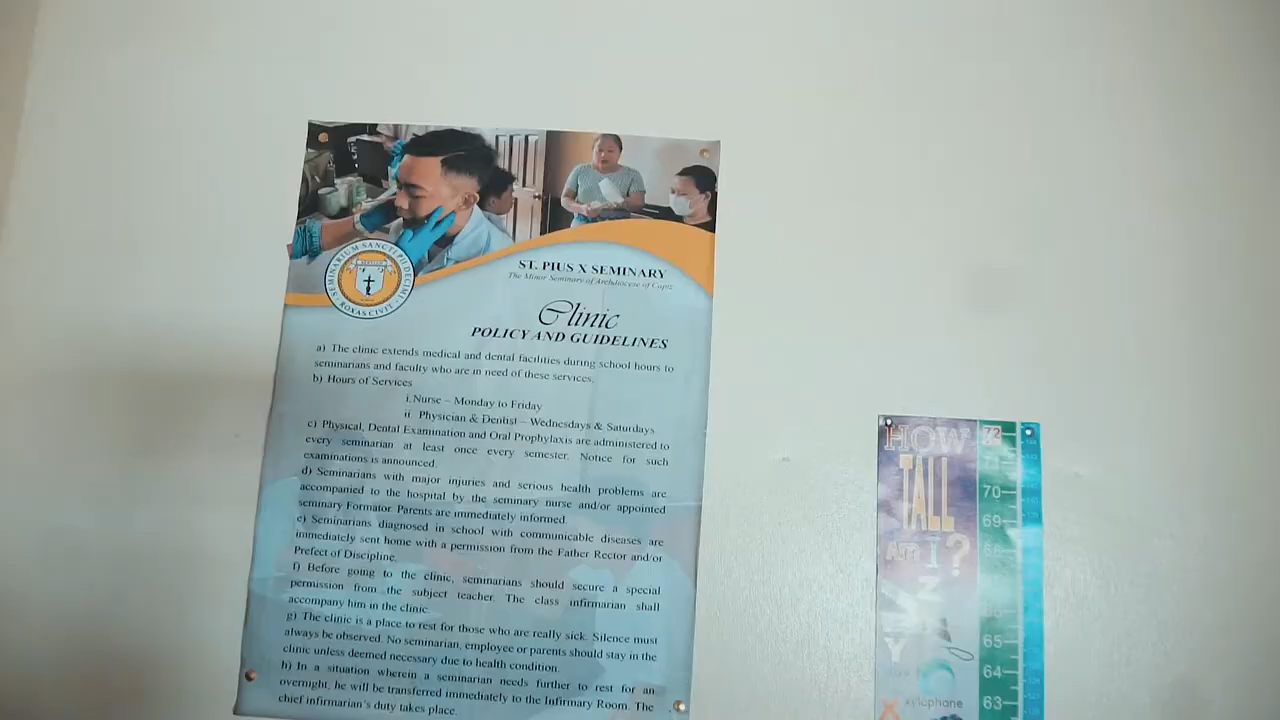 SEMINARIUM SANCTI PII DECIMI
ROXAS CIVIT
ST. PIUS X SEMINARY
The Minor Seminary of Archdiocese of Capiz
Clinic
POLICY AND GUIDELINES
a) The clinic extends medical and dental facilities during school hours to
seminarians and faculty who are in need of these services.
b) Hours of Services
i. Nurse – Monday to Friday
ii. Physician & Dentist – Wednesdays & Saturdays
c) Physical, Dental Examination and Oral Prophylaxis are administered to
every seminarian at least once every semester. Notice for such
examinations is announced.
d) Seminarians with major injuries and serious health problems are
accompanied to the hospital by the seminary nurse and/or appointed
seminary Formator Parents are immediately informed.
e) Seminarians diagnosed in school with communicable diseases are
immediately sent home with a permission from the Father Rector and/or
Prefect of Discipline.
f) Before going to the clinic, seminarians should secure a special
permission from the subject teacher. The class infirmarian shall
accompany him in the clinic.
g) The clinic is a place to rest for those who are really sick. Silence must
always be observed. No seminarian, employee or parents should stay in the
clinic unless deemed necessary due to health condition.
h) In a situation wherein a seminarian needs further to rest for an
overnight, he will be transferred immediately to the Infirmary Room. The
chief infirmarian's duty takes place.
HOW
TALL
Am I?
72
71
70
69
68
66
65
64
63
Z
Y
X
xylophone